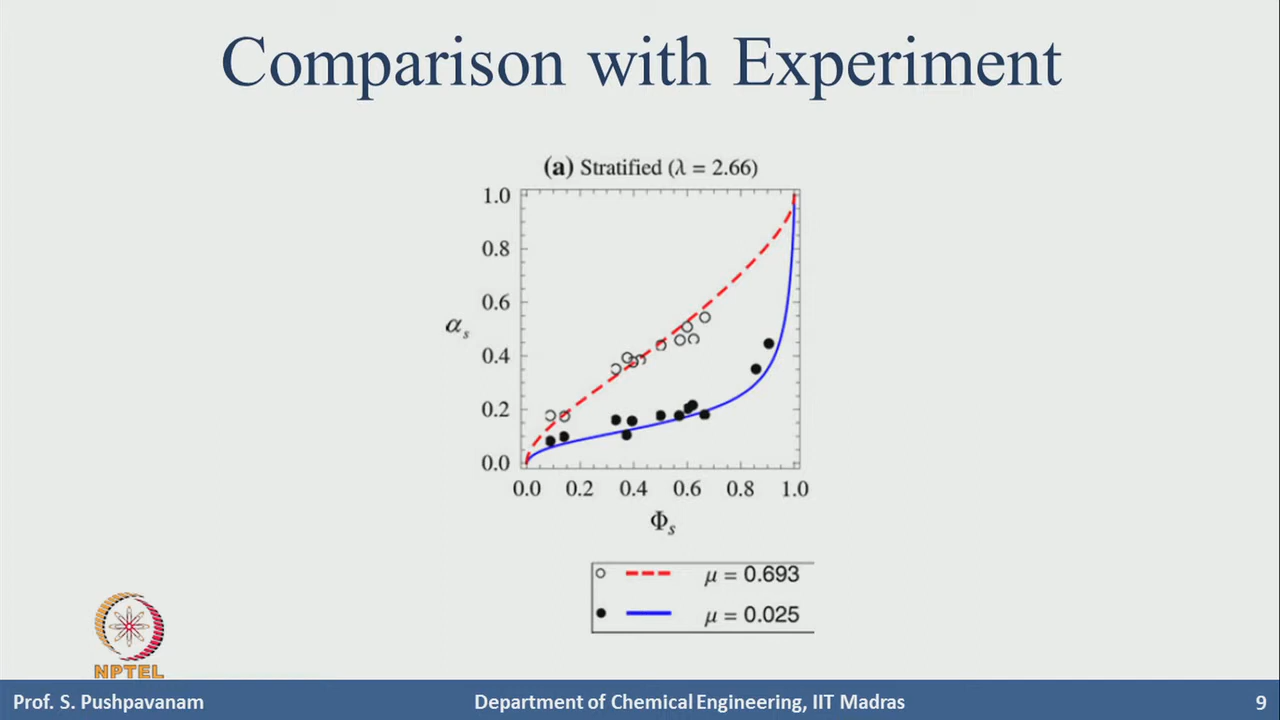 Comparison with Experiment
(a) Stratified (λ = 2.66)
1.0
0.8
0.6
0.4
0.2
0.0
αs
0.0 0.2 0.4 0.6 0.8 1.0
Φs
μ = 0.693
μ = 0.025
NPTEL
Prof. S. Pushpavanam Department of Chemical Engineering, IIT Madras 9